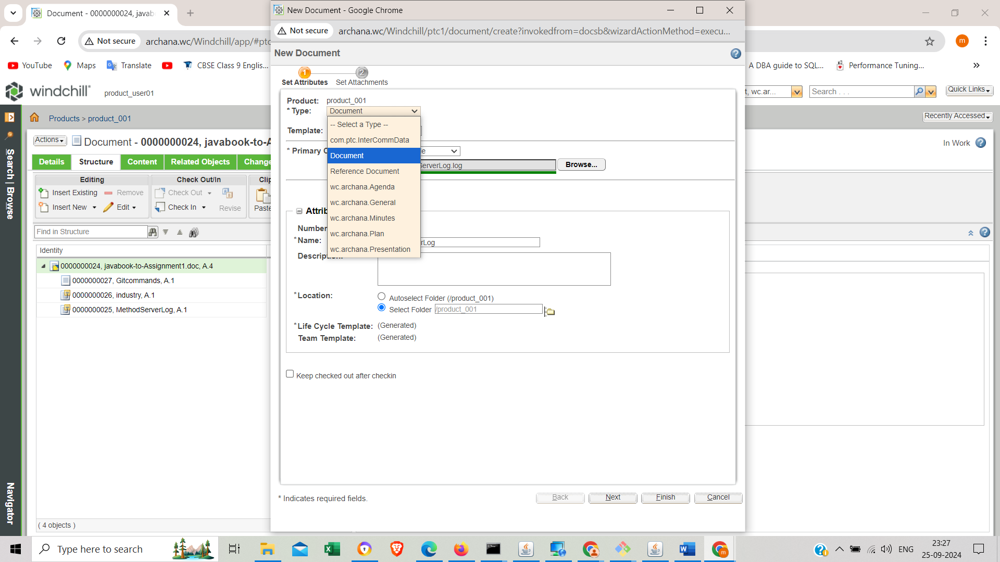 Document - 0000000024, javab
New Document - Google Chrome
Not secure
archana.wc/Windchill/app/#ptc
Not secure
archana.wc/Windchill/ptc1/document/create?invokedfrom=docsb&wizardActionMethod=execu...
m
YouTube
Maps
Translate
CBSE Class 9 Englis...
A DBA guide to SQL...
Performance Tuning...
windchill
product_user01
t, wc.ar...
Search . . .
Quick Links
Products > product_001
Recently Accessed
Actions
Document - 0000000024, javabook-to-A
In Work
Details
Structure
Content
Related Objects
Change
Editing
Check Out/In
Clip
Insert Existing
Remove
Check Out
Insert New
Edit
Check In
Revise
Paste
Find in Structure
Identity
0000000024, javabook-to-Assignment1.doc, A.4
0000000027, Gitcommands, A.1
0000000026, industry, A.1
0000000025, MethodServerLog, A.1
( 4 objects )
Search | Browse
Navigator
New Document
1
2
Set Attributes
Set Attachments
Product: product_001
* Type: Document
-- Select a Type --
com.ptc.InterCommData
Document
Reference Document
wc.archana.Agenda
wc.archana.General
wc.archana.Minutes
wc.archana.Plan
wc.archana.Presentation
Template:
* Primary C
e
ServerLog.log
Browse...
Attrib
Number
* Name:
rLog
Description:
* Location:
Autoselect Folder (/product_001)
Select Folder /product_001
* Life Cycle Template: (Generated)
Team Template: (Generated)
Keep checked out after checkin
* Indicates required fields.
Back
Next
Finish
Cancel
Type here to search
ENG
23:27
25-09-2024